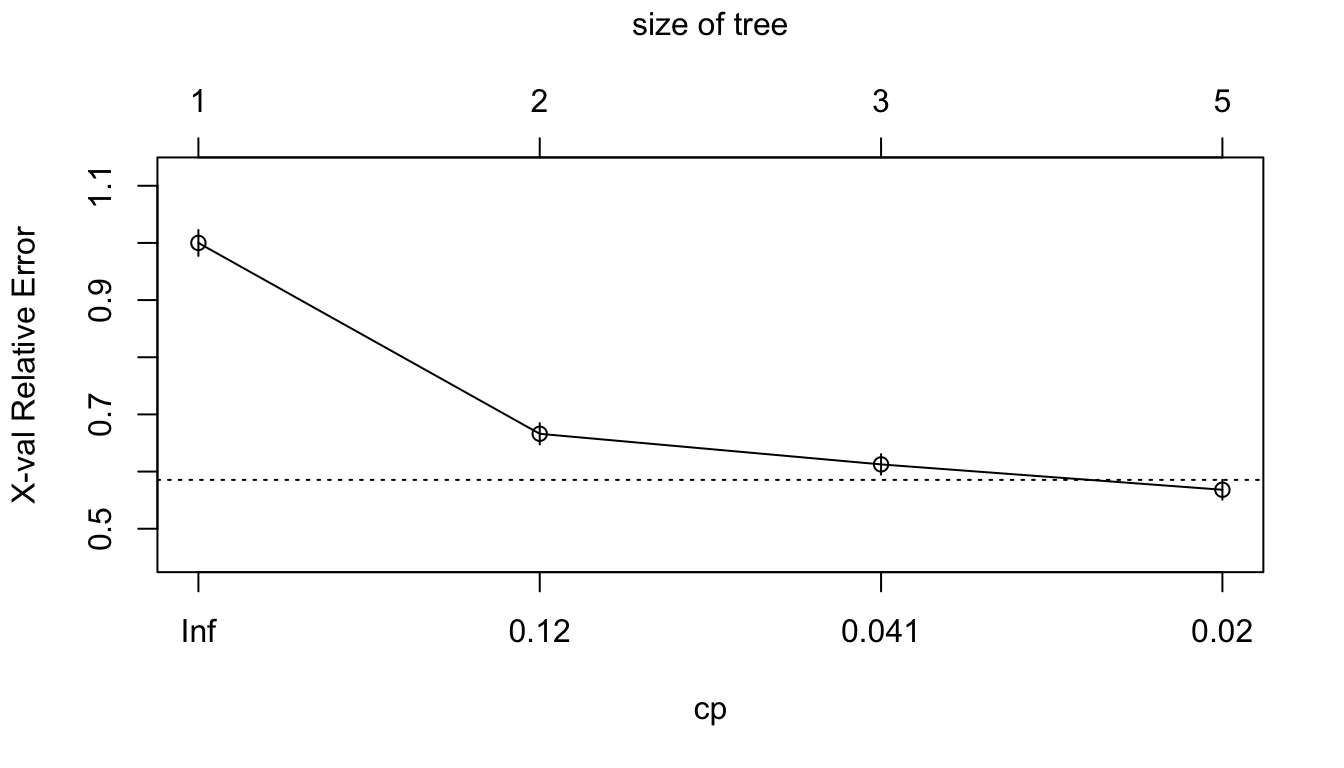 size of tree
1 2 3 5
1.1
0.9
0.7
0.5
X-val Relative Error
Inf 0.12 0.041 0.02
cp